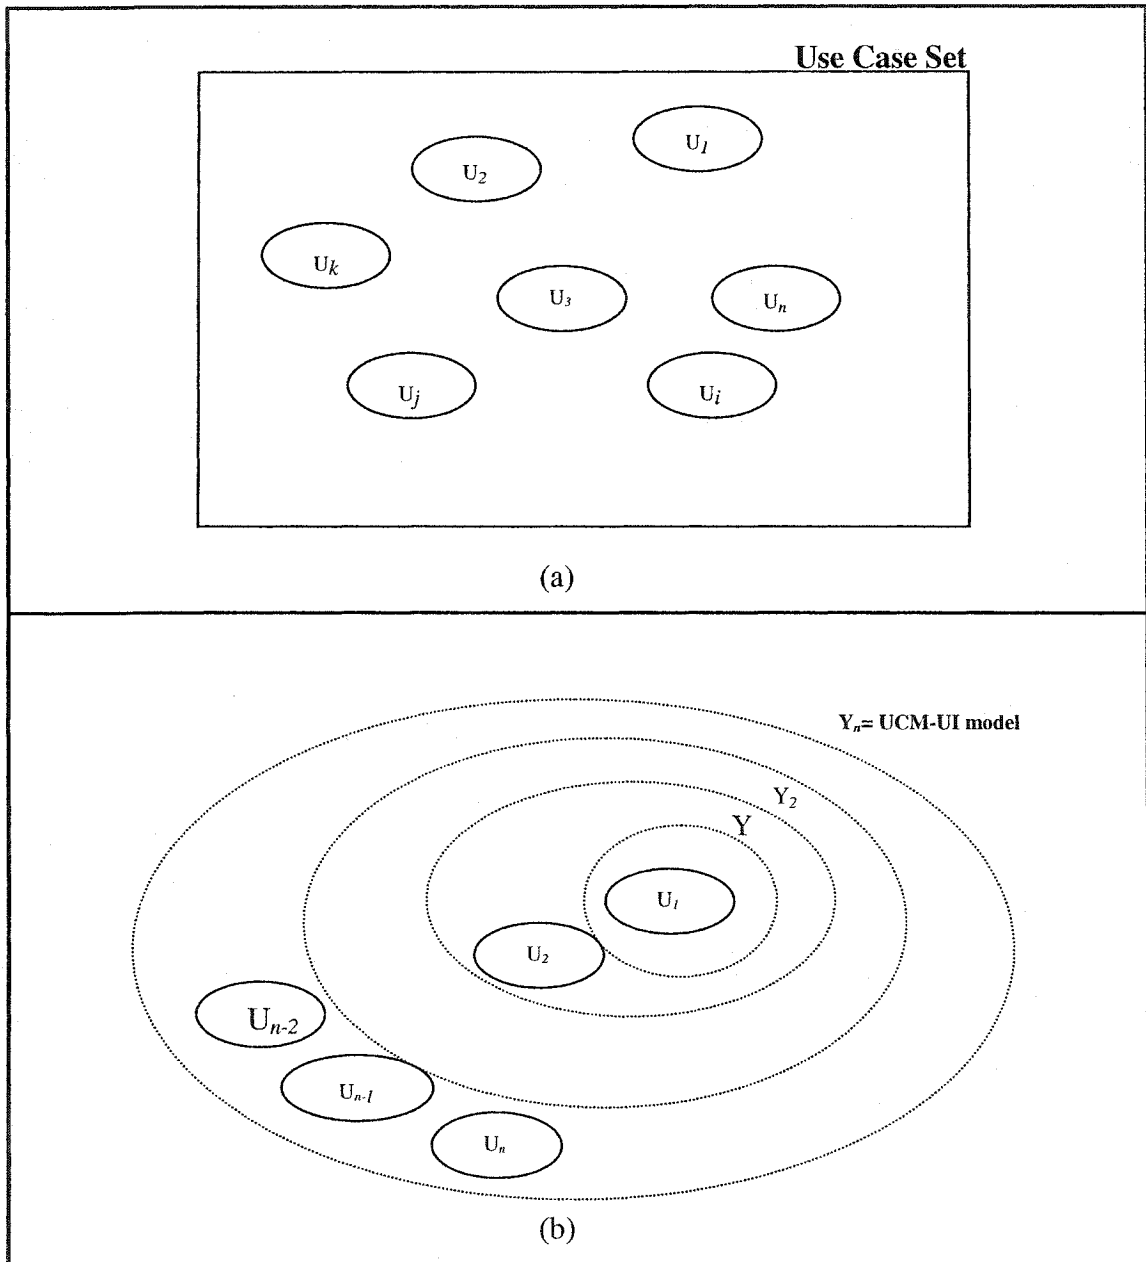 Use Case Set
U1
U2
Uk
U3
Un
Uj
Ui
(a)
Yn= UCM-UI model
Y2
Y
U1
U2
Un-2
Un-1
Un
(b)